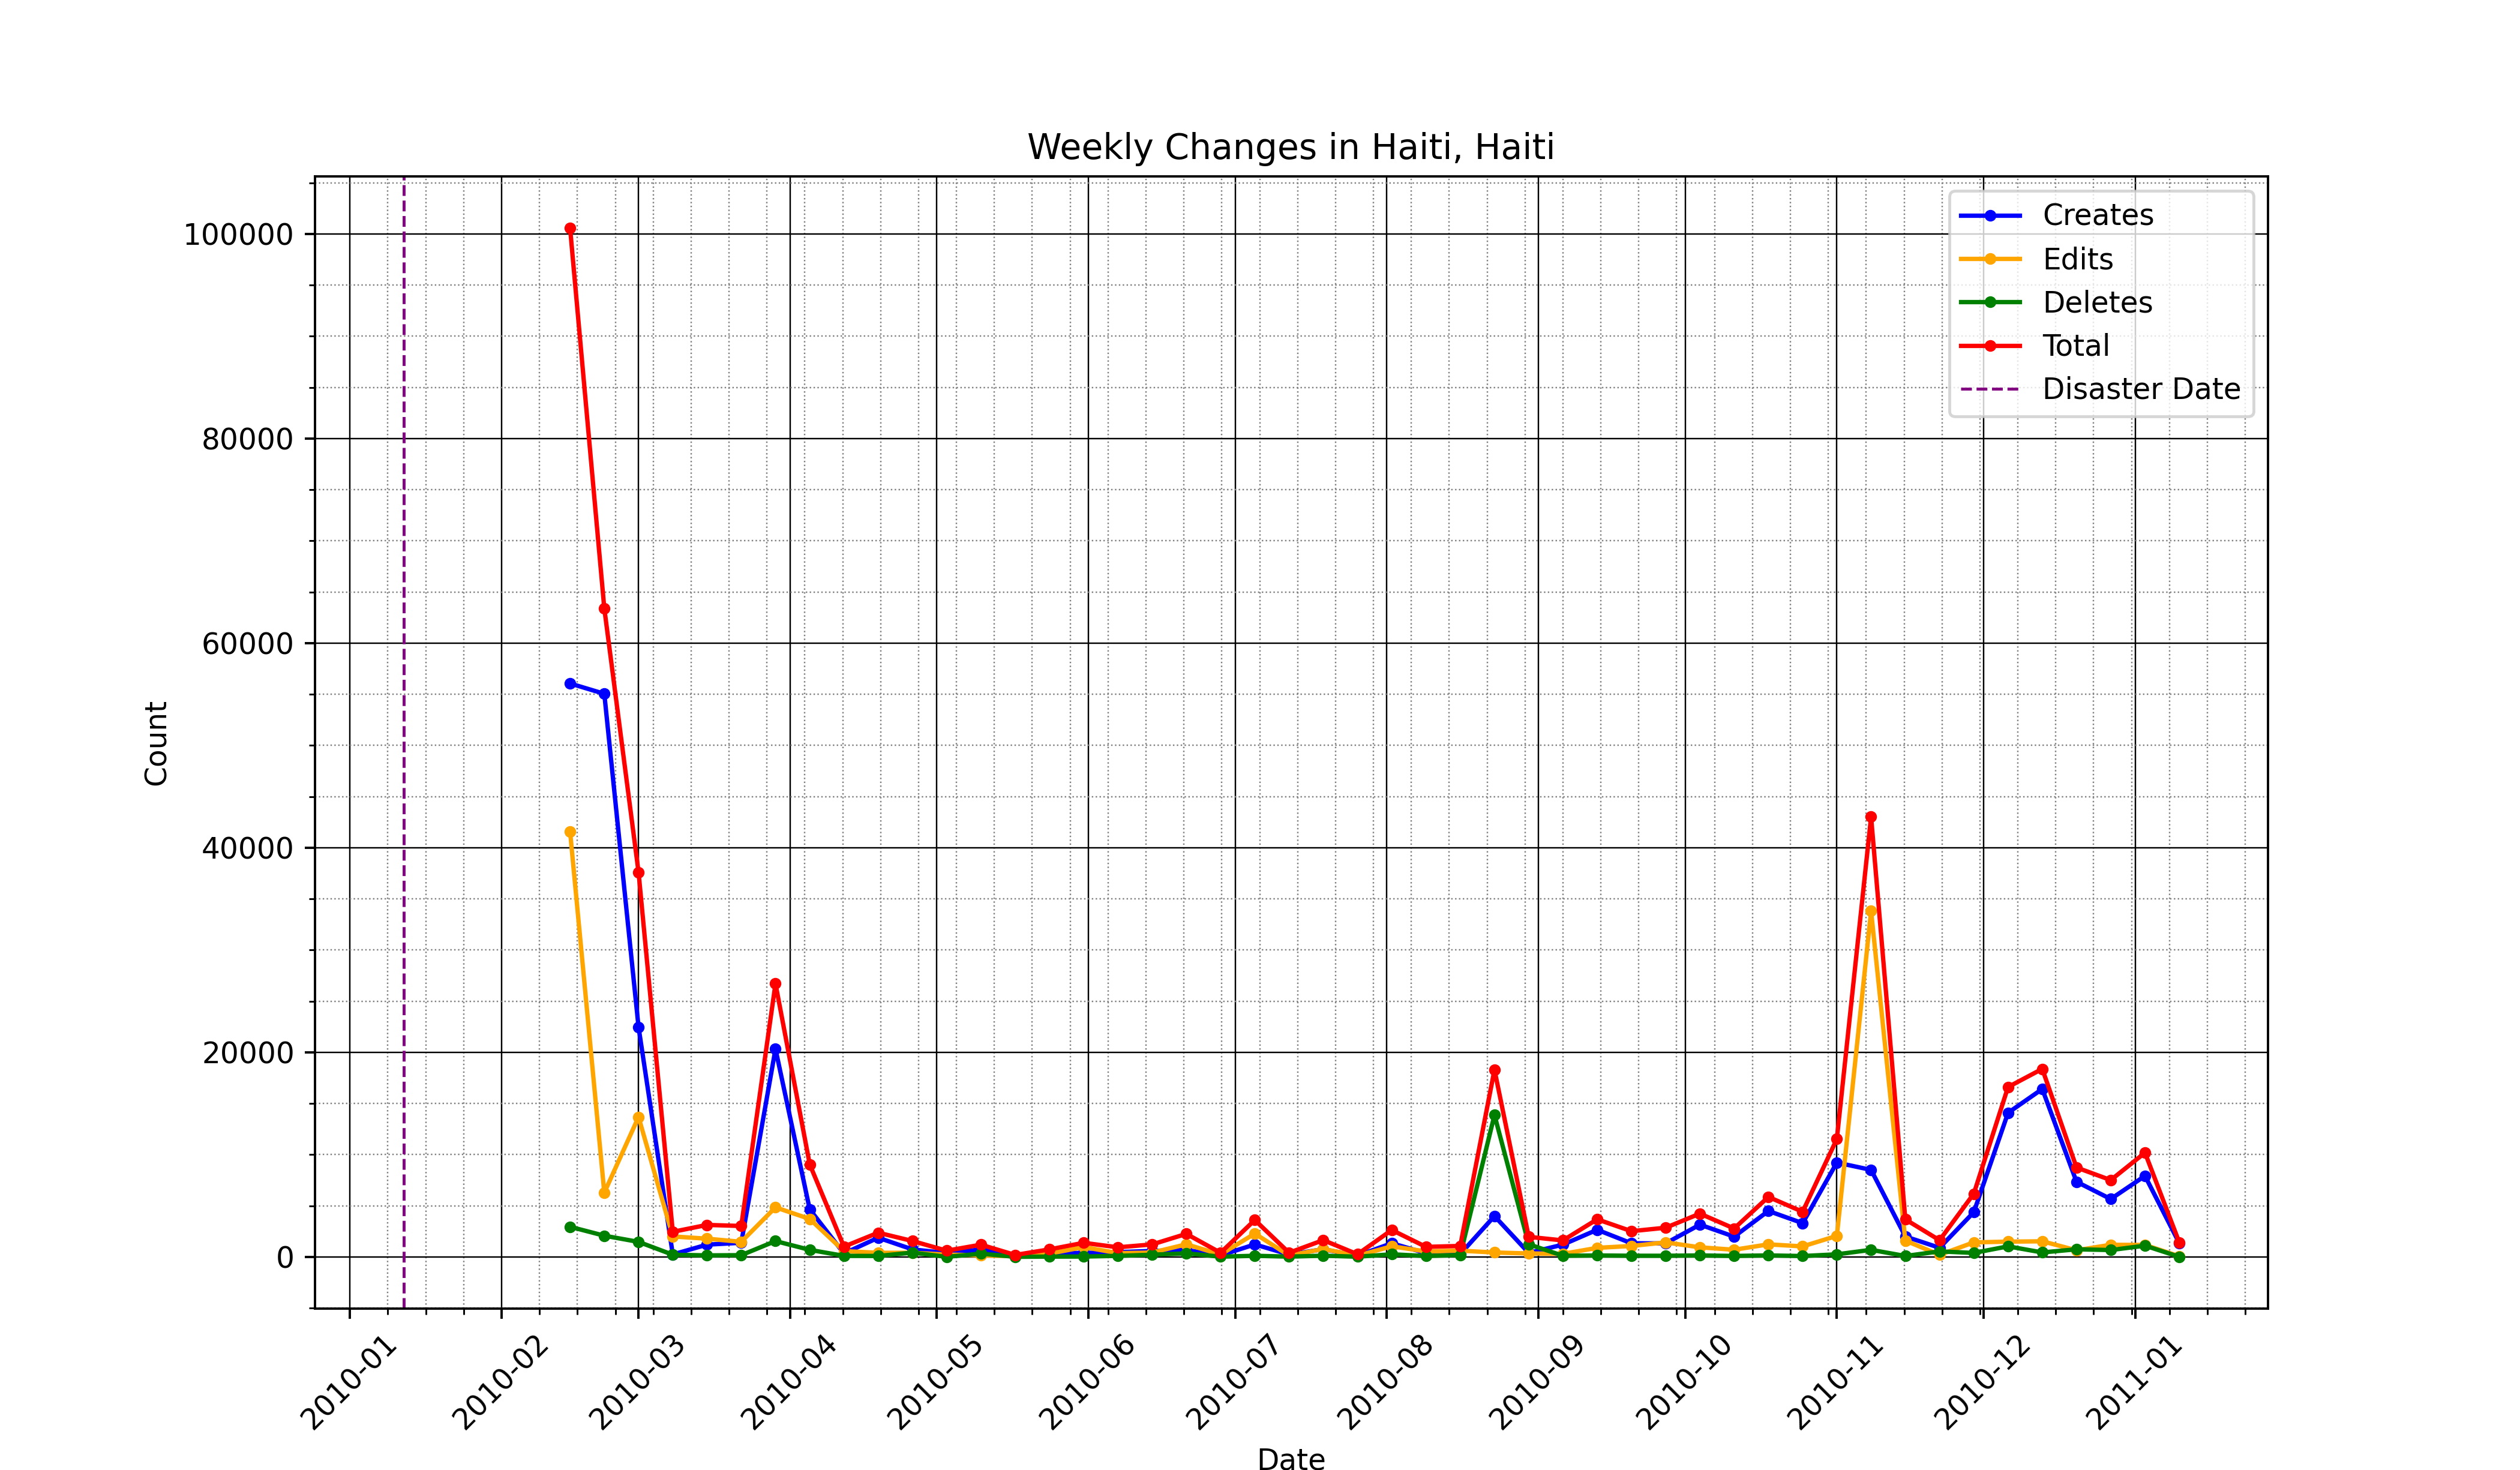 Weekly Changes in Haiti, Haiti
Creates
Edits
Deletes
Total
Disaster Date
100000
80000
60000
40000
20000
0
Count
2010-01
2010-02
2010-03
2010-04
2010-05
2010-06
2010-07
2010-08
2010-09
2010-10
2010-11
2010-12
2011-01
Date